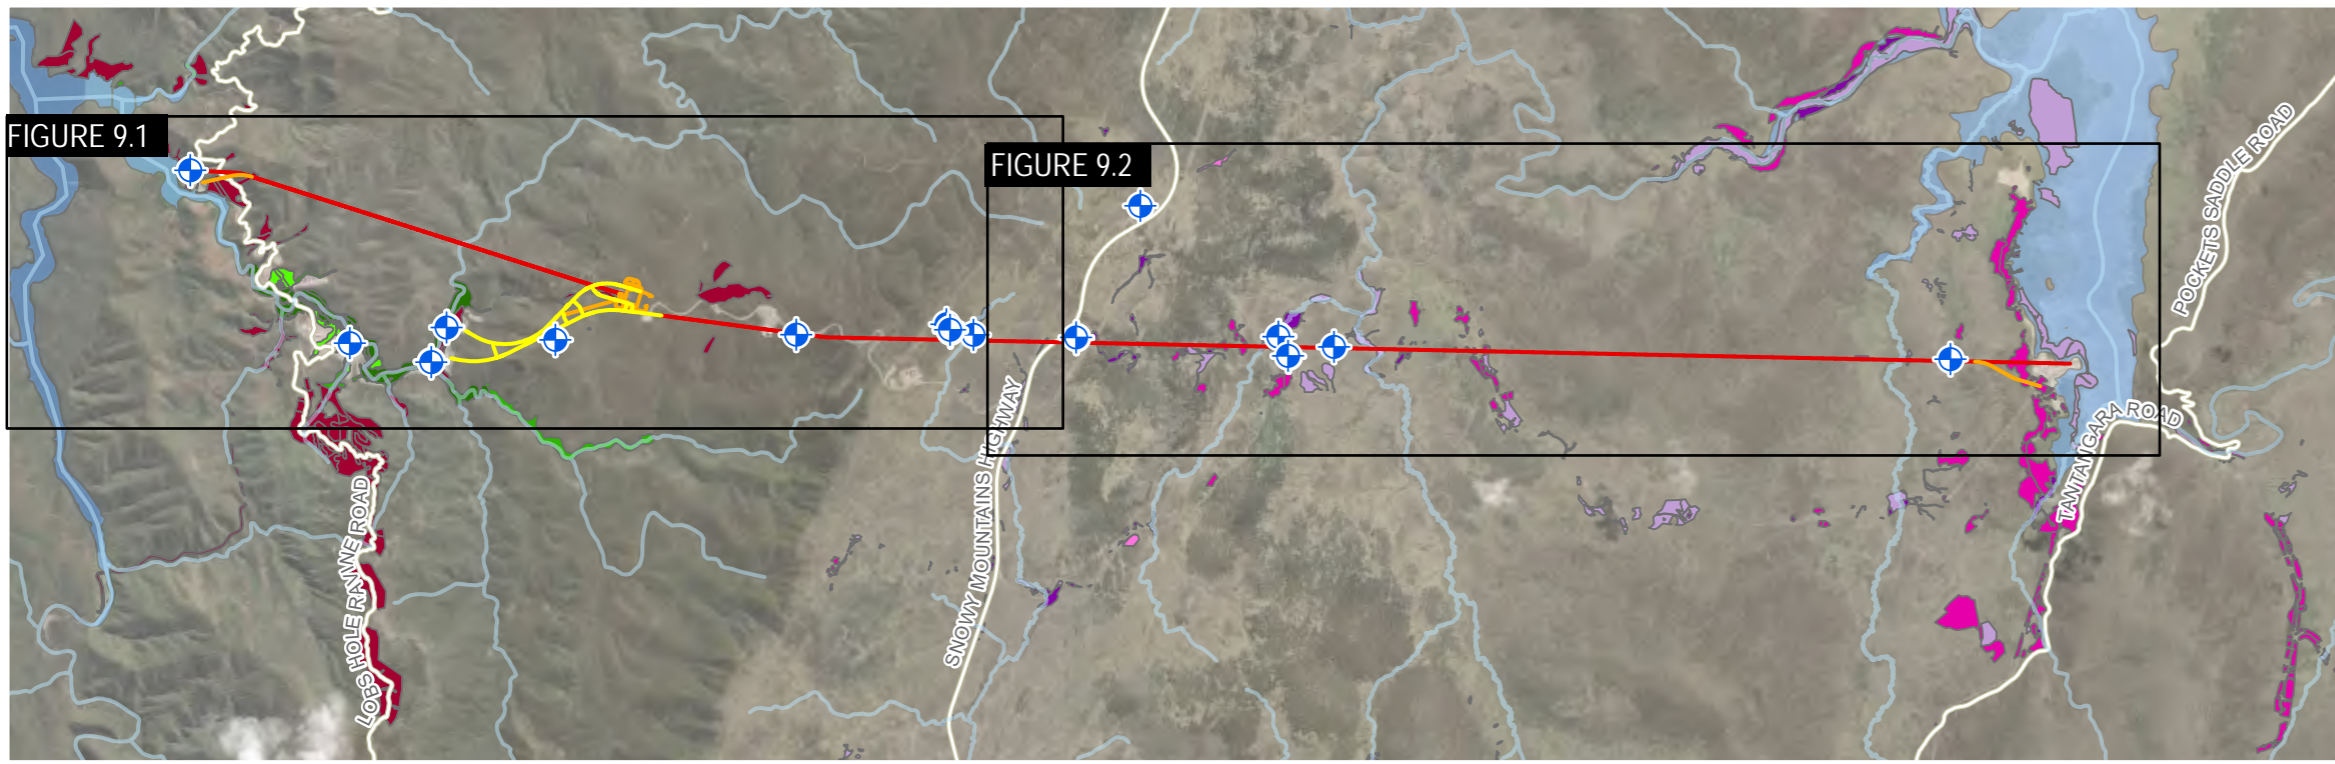 FIGURE 9.1
FIGURE 9.2
POCKETS SADDLE ROAD
TANTANGARA ROAD
SNOWY MOUNTAINS HIGHWAY
LOBS HOLE RAVINE ROAD